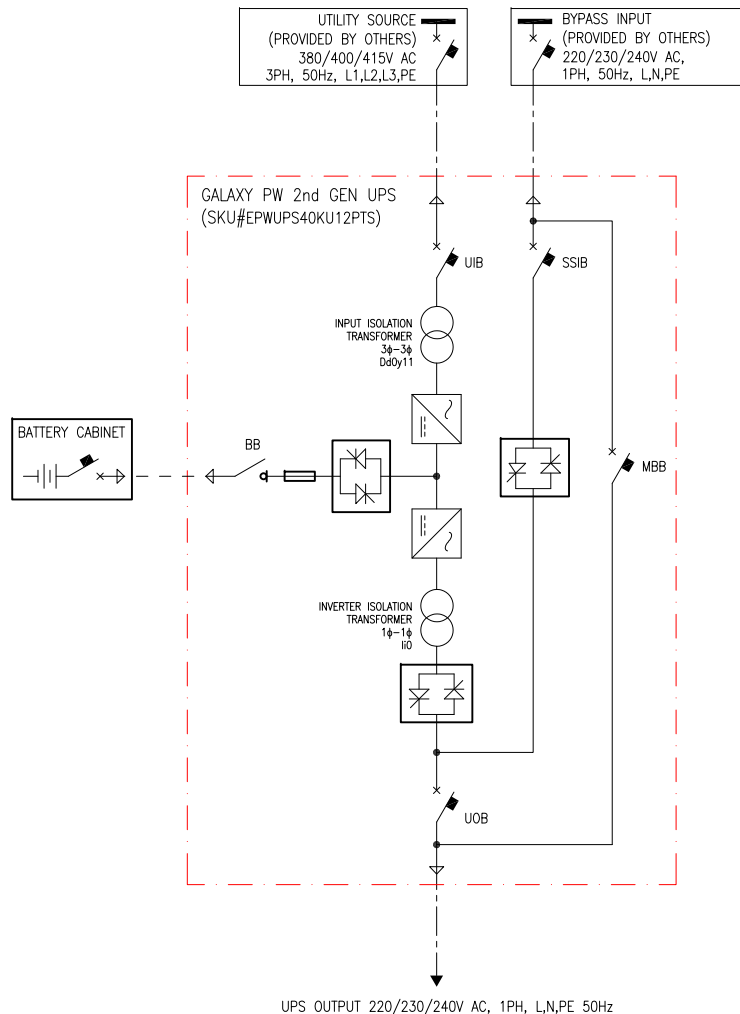 UTILITY SOURCE
(PROVIDED BY OTHERS)
380/400/415V AC
3PH, 50Hz, L1,L2,L3,PE
BYPASS INPUT
(PROVIDED BY OTHERS)
220/230/240V AC,
1PH, 50Hz, L,N,PE
GALAXY PW 2nd GEN UPS
(SKU#EPWUPS40KU12PTS)
UIB
SSIB
INPUT ISOLATION
TRANSFORMER
3ϕ-3ϕ
Dd0y11
BATTERY CABINET
BB
MBB
INVERTER ISOLATION
TRANSFORMER
1ϕ-1ϕ
Ii0
UOB
UPS OUTPUT 220/230/240V AC, 1PH, L,N,PE 50Hz